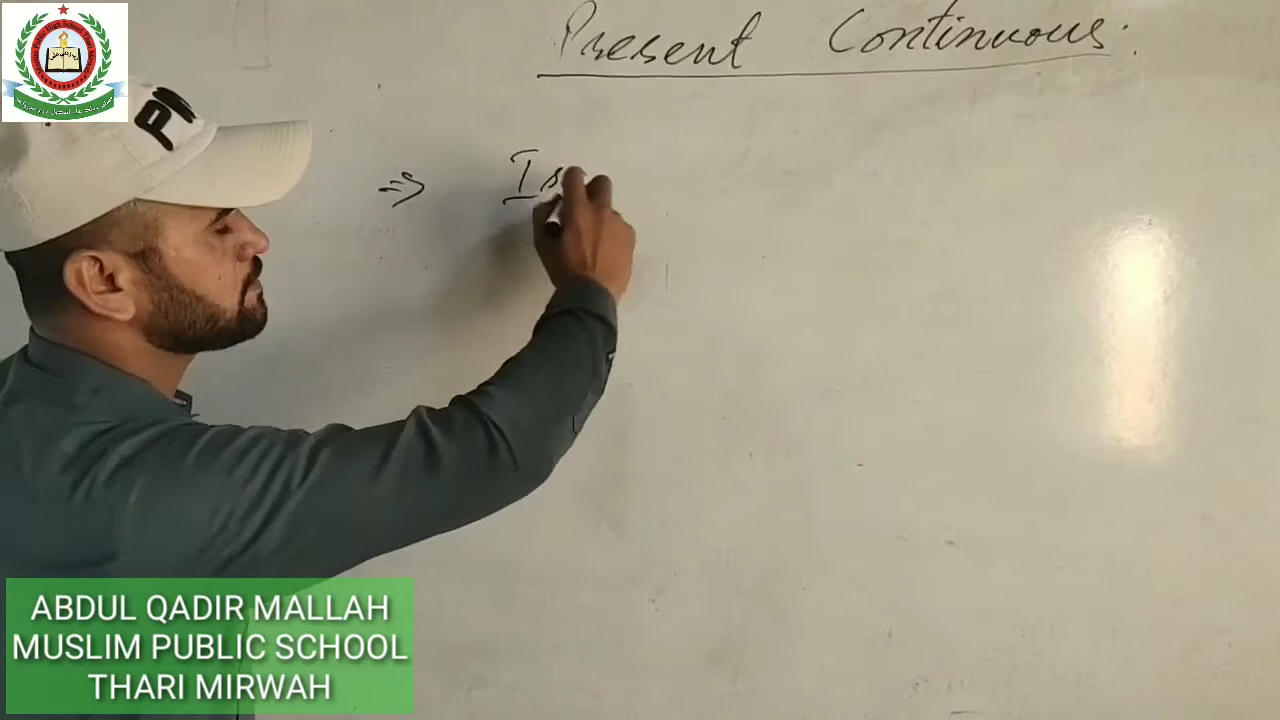 Present Continuous.
⇒ Is
ABDUL QADIR MALLAH
MUSLIM PUBLIC SCHOOL
THARI MIRWAH